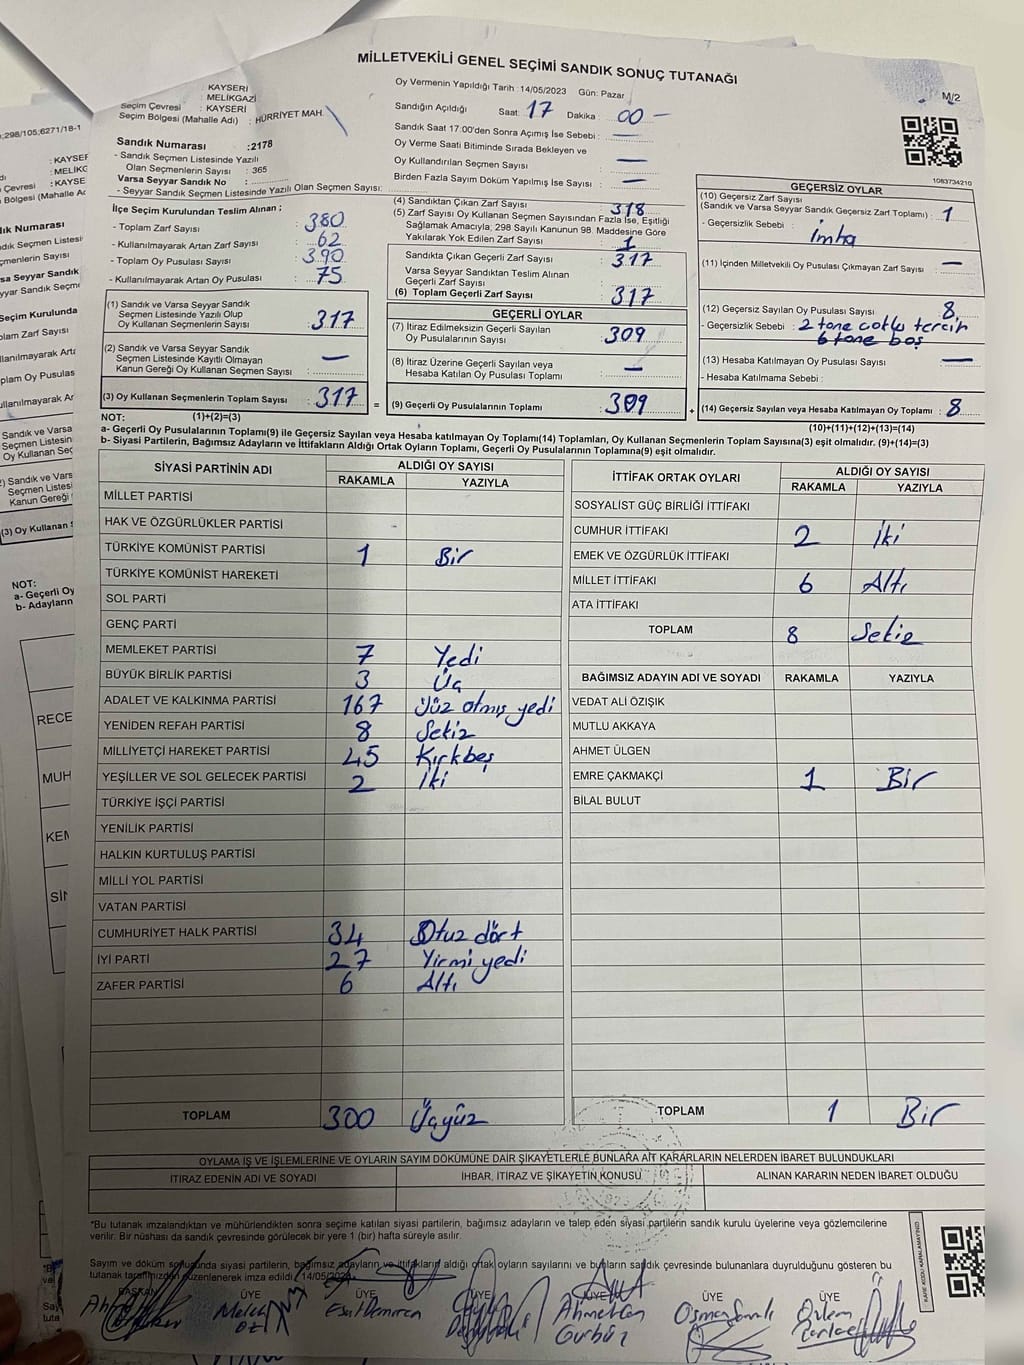 MİLLETVEKİLİ GENEL SEÇİMİ SANDIK SONUÇ TUTANAĞI
M/2
KAYSERİ
MELİKGAZİ
Seçim Çevresi : KAYSERİ
Seçim Bölgesi (Mahalle Adı) : HÜRRİYET MAH.
Oy Vermenin Yapıldığı Tarih :14/05/2023 Gün: Pazar
Sandığın Açıldığı Saat: 17 Dakika : 00 —
Sandık Saat 17:00'den Sonra Açılmış İse Sebebi : —
Oy Verme Saati Bitiminde Sırada Bekleyen ve
Oy Kullandırılan Seçmen Sayısı : —
Birden Fazla Sayım Döküm Yapılmış İse Sayısı : —
Sandık Numarası :2178
- Sandık Seçmen Listesinde Yazılı
Olan Seçmenlerin Sayısı : 365
Varsa Seyyar Sandık No :
- Seyyar Sandık Seçmen Listesinde Yazılı Olan Seçmen Sayısı:
İlçe Seçim Kurulundan Teslim Alınan ;
- Toplam Zarf Sayısı : 380
- Kullanılmayarak Artan Zarf Sayısı : 62
- Toplam Oy Pusulası Sayısı : 390
- Kullanılmayarak Artan Oy Pusulası : 75
(1) Sandık ve Varsa Seyyar Sandık
Seçmen Listesinde Yazılı Olup
Oy Kullanan Seçmenlerin Sayısı : 317
(2) Sandık ve Varsa Seyyar Sandık
Seçmen Listesinde Kayıtlı Olmayan
Kanun Gereği Oy Kullanan Seçmen Sayısı : —
(3) Oy Kullanan Seçmenlerin Toplam Sayısı : 317
(4) Sandıktan Çıkan Zarf Sayısı : 318
(5) Zarf Sayısı Oy Kullanan Seçmen Sayısından Fazla İse, Eşitliği
Sağlamak Amacıyla, 298 Sayılı Kanunun 98. Maddesine Göre
Yakılarak Yok Edilen Zarf Sayısı : 1
Sandıkta Çıkan Geçerli Zarf Sayısı : 317
Varsa Seyyar Sandıktan Teslim Alınan
Geçerli Zarf Sayısı :
(6) Toplam Geçerli Zarf Sayısı : 317
GEÇERLİ OYLAR
(7) İtiraz Edilmeksizin Geçerli Sayılan
Oy Pusulalarının Sayısı : 309
(8) İtiraz Üzerine Geçerli Sayılan veya
Hesaba Katılan Oy Pusulası Toplamı : —
= (9) Geçerli Oy Pusulalarının Toplamı : 309
1083734210
GEÇERSİZ OYLAR
(10) Geçersiz Zarf Sayısı
(Sandık ve Varsa Seyyar Sandık Geçersiz Zarf Toplamı) : 1
- Geçersizlik Sebebi : imha
(11) İçinden Milletvekili Oy Pusulası Çıkmayan Zarf Sayısı : —
(12) Geçersiz Sayılan Oy Pusulası Sayısı : 8
- Geçersizlik Sebebi : 2 tane çoklu tercih
6 tane boş
(13) Hesaba Katılmayan Oy Pusulası Sayısı : —
- Hesaba Katılmama Sebebi :
+ (14) Geçersiz Sayılan veya Hesaba Katılmayan Oy Toplamı : 8
NOT: (1)+(2)=(3) (10)+(11)+(12)+(13)=(14)
a- Geçerli Oy Pusulalarının Toplamı(9) ile Geçersiz Sayılan veya Hesaba katılmayan Oy Toplamı(14) Toplamları, Oy Kullanan Seçmenlerin Toplam Sayısına(3) eşit olmalıdır. (9)+(14)=(3)
b- Siyasi Partilerin, Bağımsız Adayların ve İttifakların Aldığı Ortak Oyların Toplamı, Geçerli Oy Pusulalarının Toplamına(9) eşit olmalıdır.
SİYASİ PARTİNİN ADI ALDIĞI OY SAYISI
RAKAMLA YAZIYLA
MİLLET PARTİSİ
HAK VE ÖZGÜRLÜKLER PARTİSİ
TÜRKİYE KOMÜNİST PARTİSİ 1 Bir
TÜRKİYE KOMÜNİST HAREKETİ
SOL PARTİ
GENÇ PARTİ
MEMLEKET PARTİSİ 7 Yedi
BÜYÜK BİRLİK PARTİSİ 3 Üç
ADALET VE KALKINMA PARTİSİ 167 Yüz otmış yedi
YENİDEN REFAH PARTİSİ 8 Sekiz
MİLLİYETÇİ HAREKET PARTİSİ 45 Kırkbeş
YEŞİLLER VE SOL GELECEK PARTİSİ 2 İki
TÜRKİYE İŞÇİ PARTİSİ
YENİLİK PARTİSİ
HALKIN KURTULUŞ PARTİSİ
MİLLİ YOL PARTİSİ
VATAN PARTİSİ
CUMHURİYET HALK PARTİSİ 34 Otuz dört
İYİ PARTİ 27 Yirmi yedi
ZAFER PARTİSİ 6 Altı
TOPLAM 300 Üçyüz
İTTİFAK ORTAK OYLARI ALDIĞI OY SAYISI
RAKAMLA YAZIYLA
SOSYALİST GÜÇ BİRLİĞİ İTTİFAKI
CUMHUR İTTİFAKI 2 İki
EMEK VE ÖZGÜRLÜK İTTİFAKI
MİLLET İTTİFAKI 6 Altı
ATA İTTİFAKI
TOPLAM 8 Sekiz
BAĞIMSIZ ADAYIN ADI VE SOYADI RAKAMLA YAZIYLA
VEDAT ALİ ÖZIŞIK
MUTLU AKKAYA
AHMET ÜLGEN
EMRE ÇAKMAKÇİ 1 Bir
BİLAL BULUT
TOPLAM 1 Bir
OYLAMA İŞ VE İŞLEMLERİNE VE OYLARIN SAYIM DÖKÜMÜNE DAİR ŞİKAYETLERLE BUNLARA AİT KARARLARIN NELERDEN İBARET BULUNDUKLARI
İTİRAZ EDENİN ADI VE SOYADI İHBAR, İTİRAZ VE ŞİKAYETİN KONUSU ALINAN KARARIN NEDEN İBARET OLDUĞU
*Bu tutanak imzalandıktan ve mühürlendikten sonra seçime katılan siyasi partilerin, bağımsız adayların ve talep eden siyasi partilerin sandık kurulu üyelerine veya gözlemcilerine
verilir. Bir nüshası da sandık çevresinde görülecek bir yere 1 (bir) hafta süreyle asılır.
Sayım ve döküm sonucunda siyasi partilerin, bağımsız adayların ve ittifakların aldığı ortak oyların sayılarını ve bunların sandık çevresinde bulunanlara duyrulduğunu gösteren bu
tutanak tarafımızdan düzenlenerek imza edildi. 14/05/2023
BAŞKAN ÜYE ÜYE ÜYE ÜYE ÜYE
Melek Öz Esat Demirca Ahmetcan Gürbüz Osman Özlem
KARE KODU KARALAMAYINIZ!
;298/105;6271/18-1